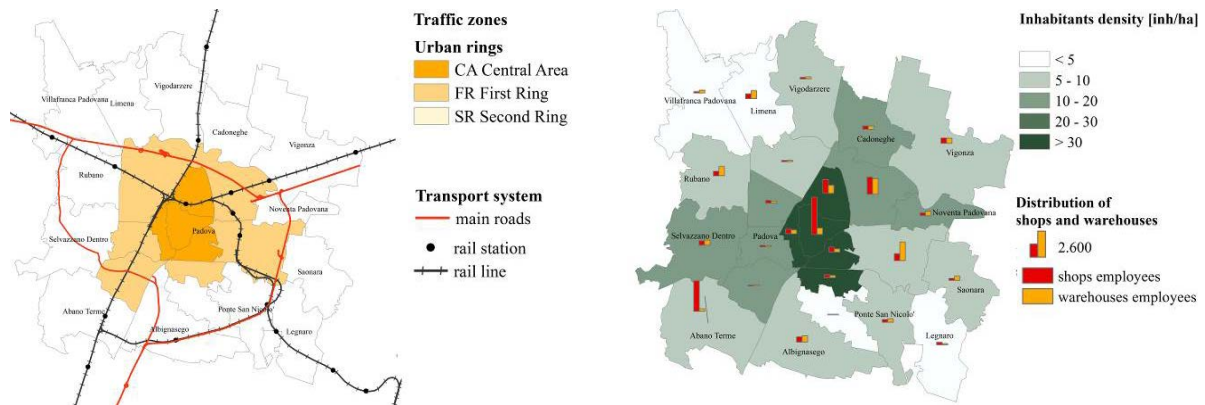 Traffic zones
Urban rings
CA Central Area
FR First Ring
SR Second Ring
Transport system
main roads
rail station
rail line
Villafranca Padovana
Limena
Vigodarzere
Cadoneghe
Vigonza
Rubano
Noventa Padovana
Padova
Selvazzano Dentro
Saonara
Abano Terme
Ponte San Nicolo'
Albignasego
Legnaro
Inhabitants density [inh/ha]
< 5
5 - 10
10 - 20
20 - 30
> 30
Distribution of
shops and warehouses
2.600
shops employees
warehouses employees
Villafranca Padovana
Limena
Vigodarzere
Cadoneghe
Vigonza
Rubano
Noventa Padovana
Selvazzano Dentro
Padova
Saonara
Abano Terme
Ponte San Nicolo'
Albignasego
Legnaro